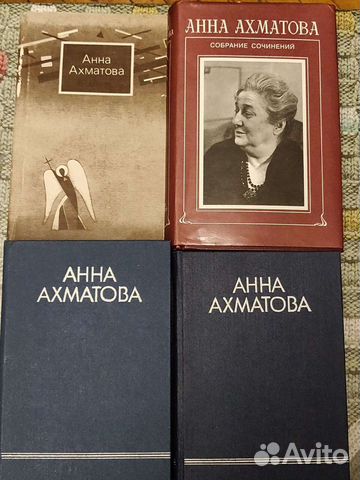 Анна
Ахматова
АННА АХМАТОВА
СОБРАНИЕ СОЧИНЕНИЙ
АННА
АХМАТОВА
АННА
АХМАТОВА
Avito